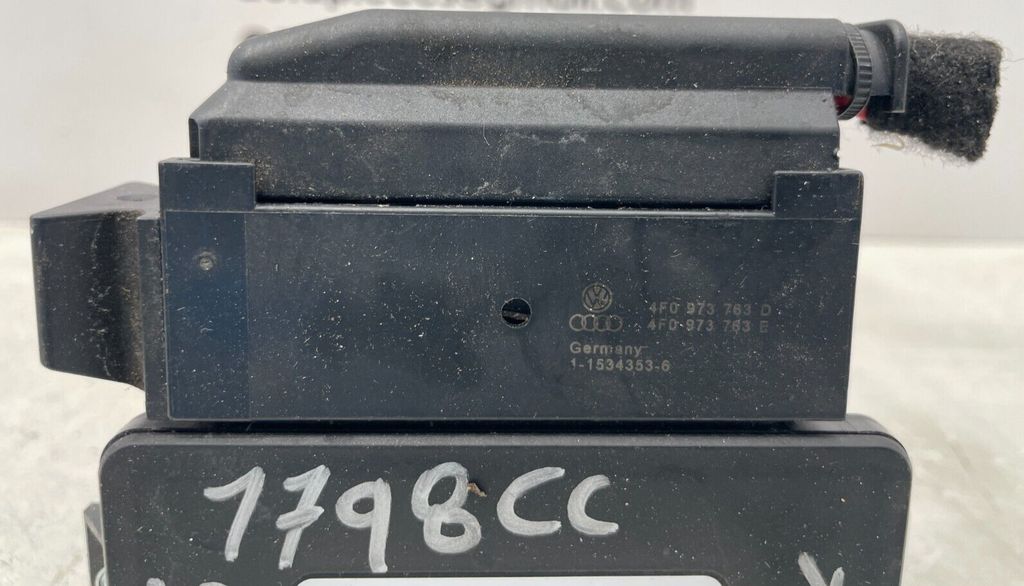 4F0 973 763 D
4F0 973 763 E
Germany
1-1534353-6
1798CC